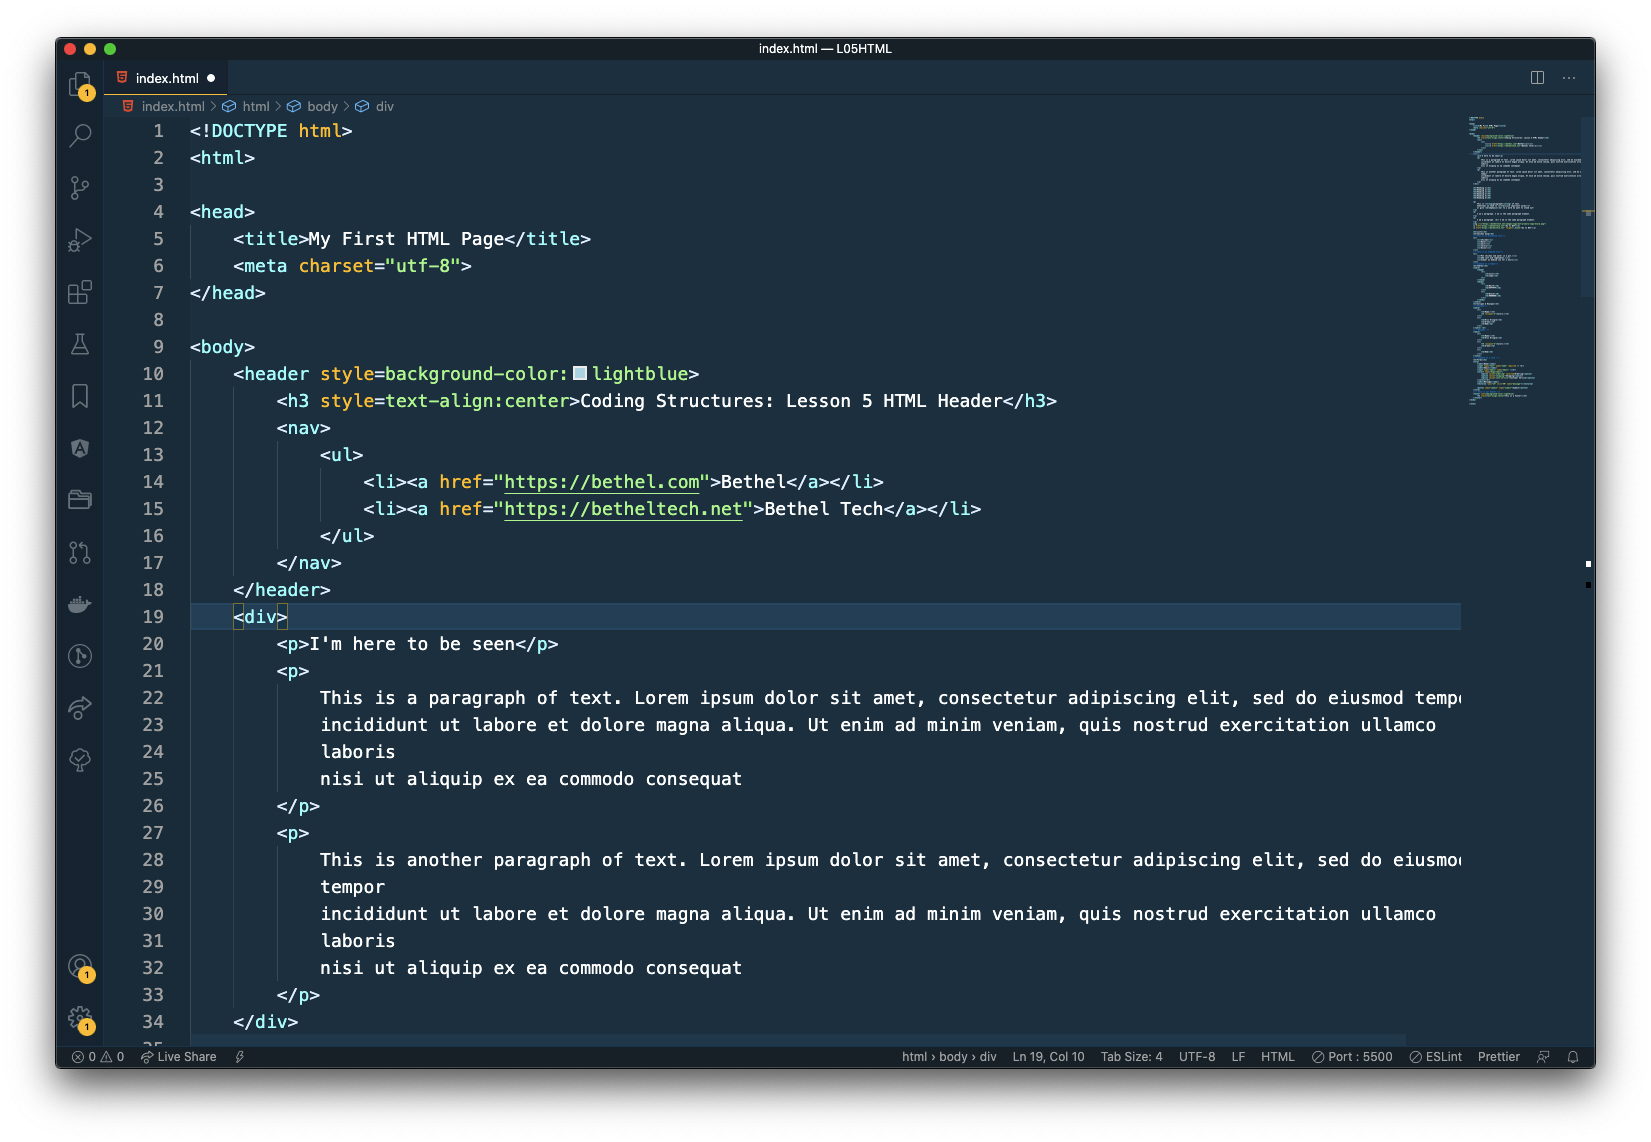 index.html — L05HTML
index.html
index.html > html > body > div
1 <!DOCTYPE html>
2 <html>
3
4 <head>
5 <title>My First HTML Page</title>
6 <meta charset="utf-8">
7 </head>
8
9 <body>
10 <header style=background-color:lightblue>
11 <h3 style=text-align:center>Coding Structures: Lesson 5 HTML Header</h3>
12 <nav>
13 <ul>
14 <li><a href="https://bethel.com">Bethel</a></li>
15 <li><a href="https://betheltech.net">Bethel Tech</a></li>
16 </ul>
17 </nav>
18 </header>
19 <div>
20 <p>I'm here to be seen</p>
21 <p>
22 This is a paragraph of text. Lorem ipsum dolor sit amet, consectetur adipiscing elit, sed do eiusmod tempo
23 incididunt ut labore et dolore magna aliqua. Ut enim ad minim veniam, quis nostrud exercitation ullamco
24 laboris
25 nisi ut aliquip ex ea commodo consequat
26 </p>
27 <p>
28 This is another paragraph of text. Lorem ipsum dolor sit amet, consectetur adipiscing elit, sed do eiusmo
29 tempor
30 incididunt ut labore et dolore magna aliqua. Ut enim ad minim veniam, quis nostrud exercitation ullamco
31 laboris
32 nisi ut aliquip ex ea commodo consequat
33 </p>
34 </div>
35
1
1
1
0 0 Live Share html › body › div Ln 19, Col 10 Tab Size: 4 UTF-8 LF HTML Port : 5500 ESLint Prettier